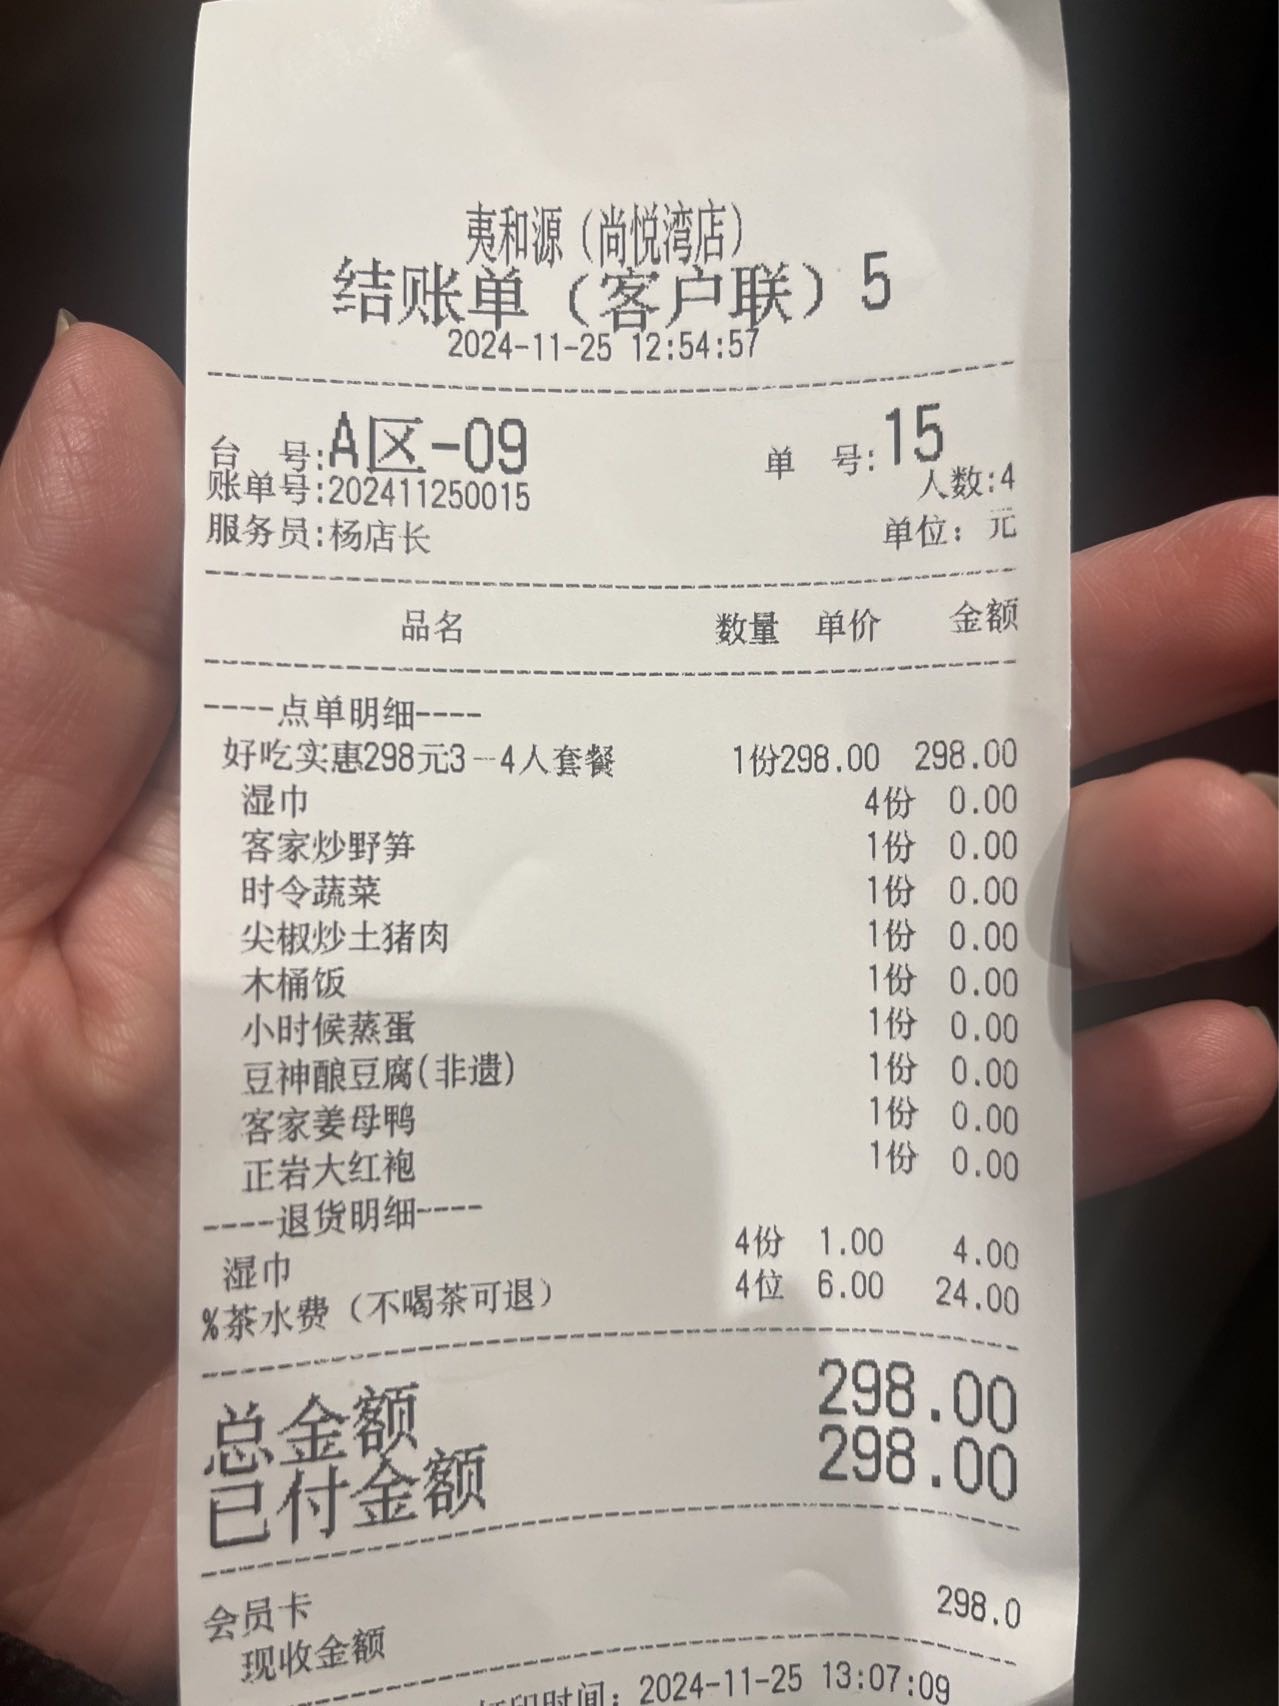 夷和源（尚悦湾店）
结账单（客户联）5
2024-11-25 12:54:57
台 号:A区-09 单 号:15
账单号:202411250015 人数:4
服务员:杨店长 单位：元
品名 数量 单价 金额
----点单明细----
好吃实惠298元3－4人套餐 1份298.00 298.00
湿巾 4份 0.00
客家炒野笋 1份 0.00
时令蔬菜 1份 0.00
尖椒炒土猪肉 1份 0.00
木桶饭 1份 0.00
小时候蒸蛋 1份 0.00
豆神酿豆腐(非遗) 1份 0.00
客家姜母鸭 1份 0.00
正岩大红袍 1份 0.00
----退货明细----
湿巾 4份 1.00 4.00
%茶水费（不喝茶可退） 4位 6.00 24.00
总金额 298.00
已付金额 298.00
会员卡 298.0
现收金额
打印时间：2024-11-25 13:07:09